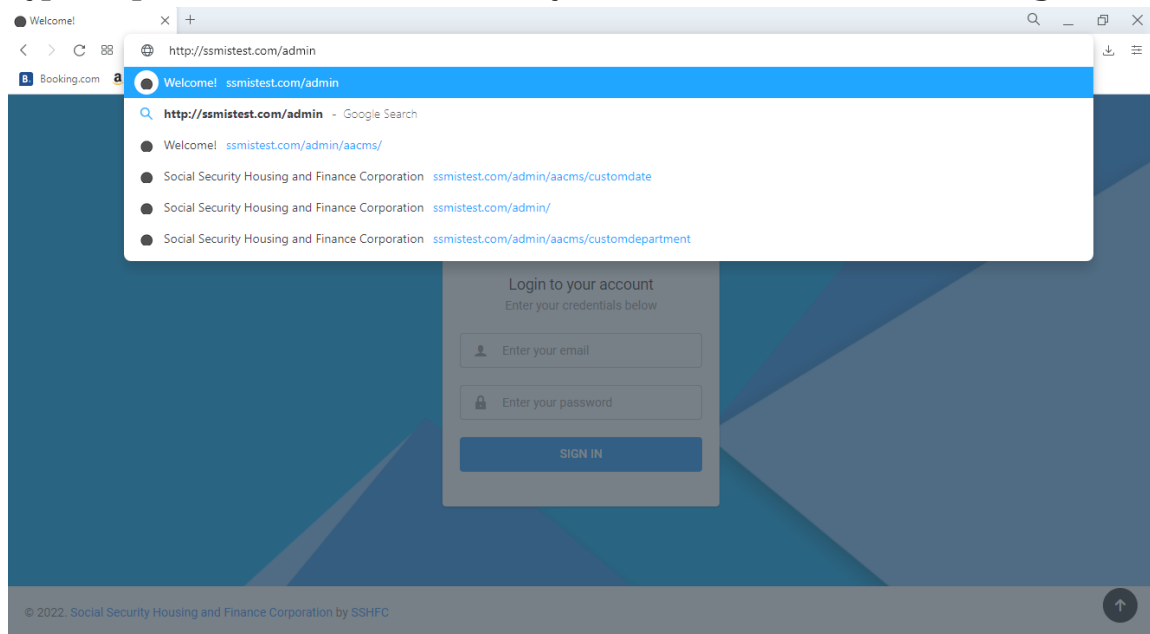 Welcome!
http://ssmistest.com/admin
Booking.com
Welcome! ssmistest.com/admin
http://ssmistest.com/admin - Google Search
Welcome! ssmistest.com/admin/aacms/
Social Security Housing and Finance Corporation ssmistest.com/admin/aacms/customdate
Social Security Housing and Finance Corporation ssmistest.com/admin/
Social Security Housing and Finance Corporation ssmistest.com/admin/aacms/customdepartment
Login to your account
Enter your credentials below
Enter your email
Enter your password
SIGN IN
© 2022. Social Security Housing and Finance Corporation by SSHFC